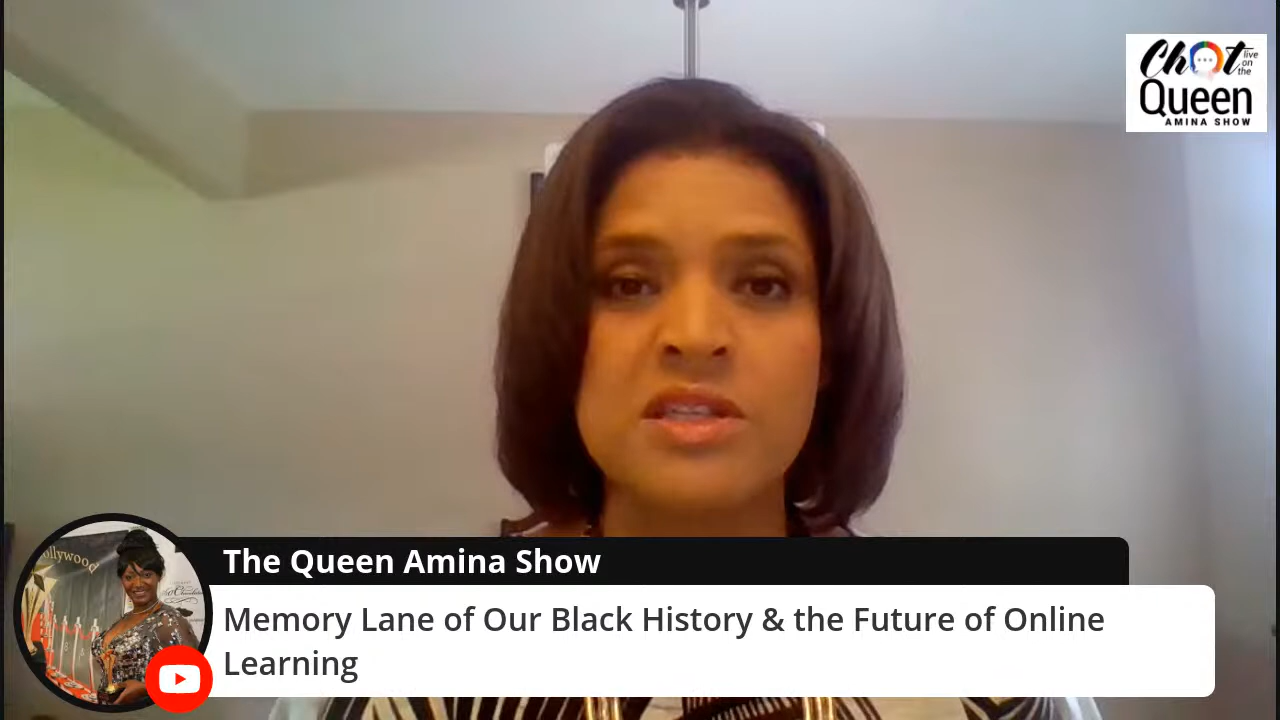 Chat live
on
the
Queen
AMINA SHOW
ollywood
The Queen Amina Show
Memory Lane of Our Black History & the Future of Online
Learning